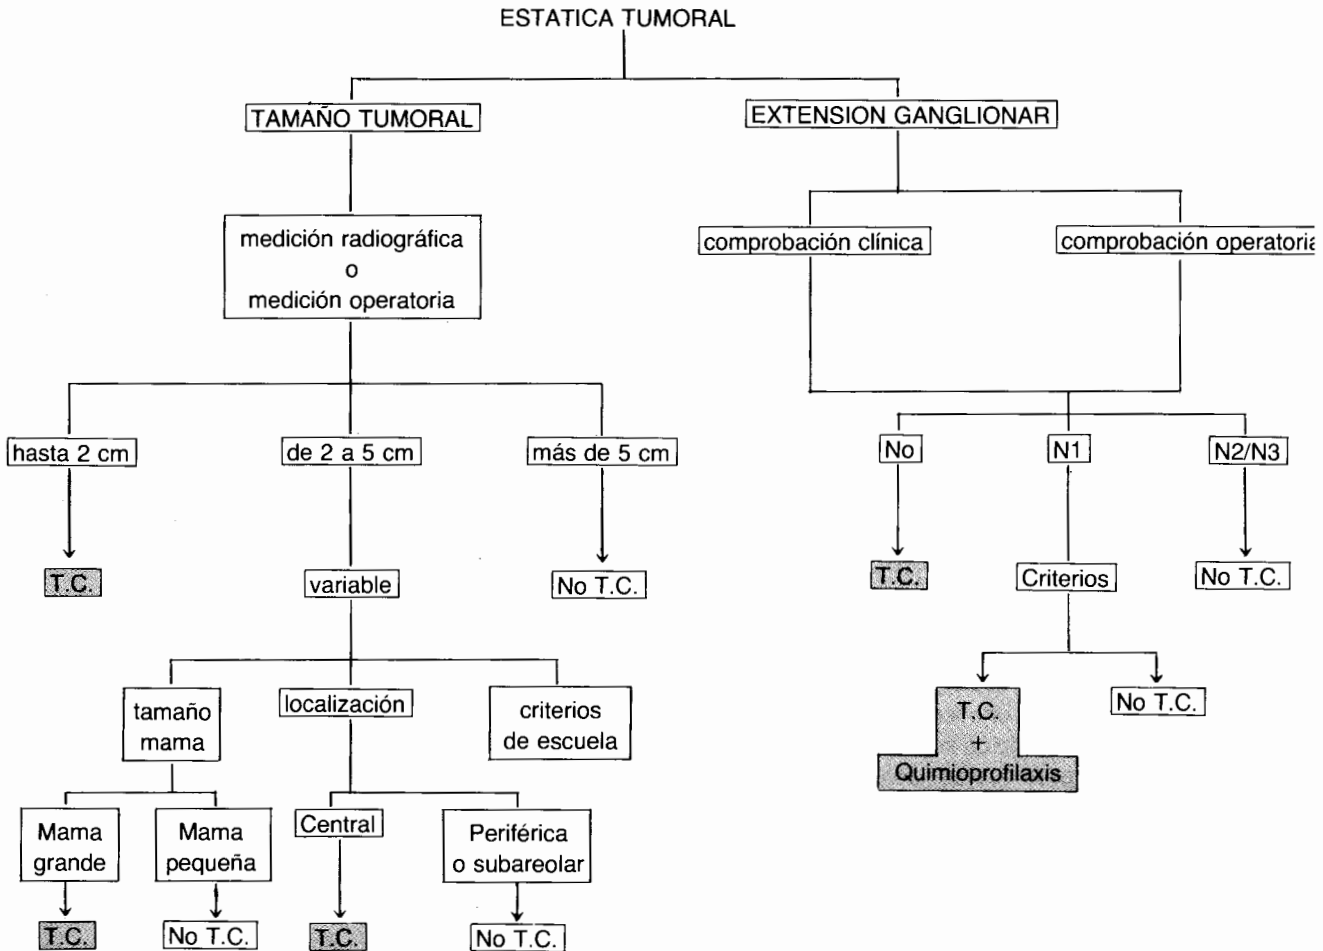 ESTATICA TUMORAL
TAMAÑO TUMORAL
EXTENSION GANGLIONAR
medición radiográfica
o
medición operatoria
comprobación clínica
comprobación operatoria
hasta 2 cm
de 2 a 5 cm
más de 5 cm
No
N1
N2/N3
T.C.
variable
No T.C.
T.C.
Criterios
No T.C.
tamaño
mama
localización
criterios
de escuela
T.C.
+
Quimioprofilaxis
No T.C.
Mama
grande
Mama
pequeña
Central
Periférica
o subareolar
T.C.
No T.C.
T.C.
No T.C.